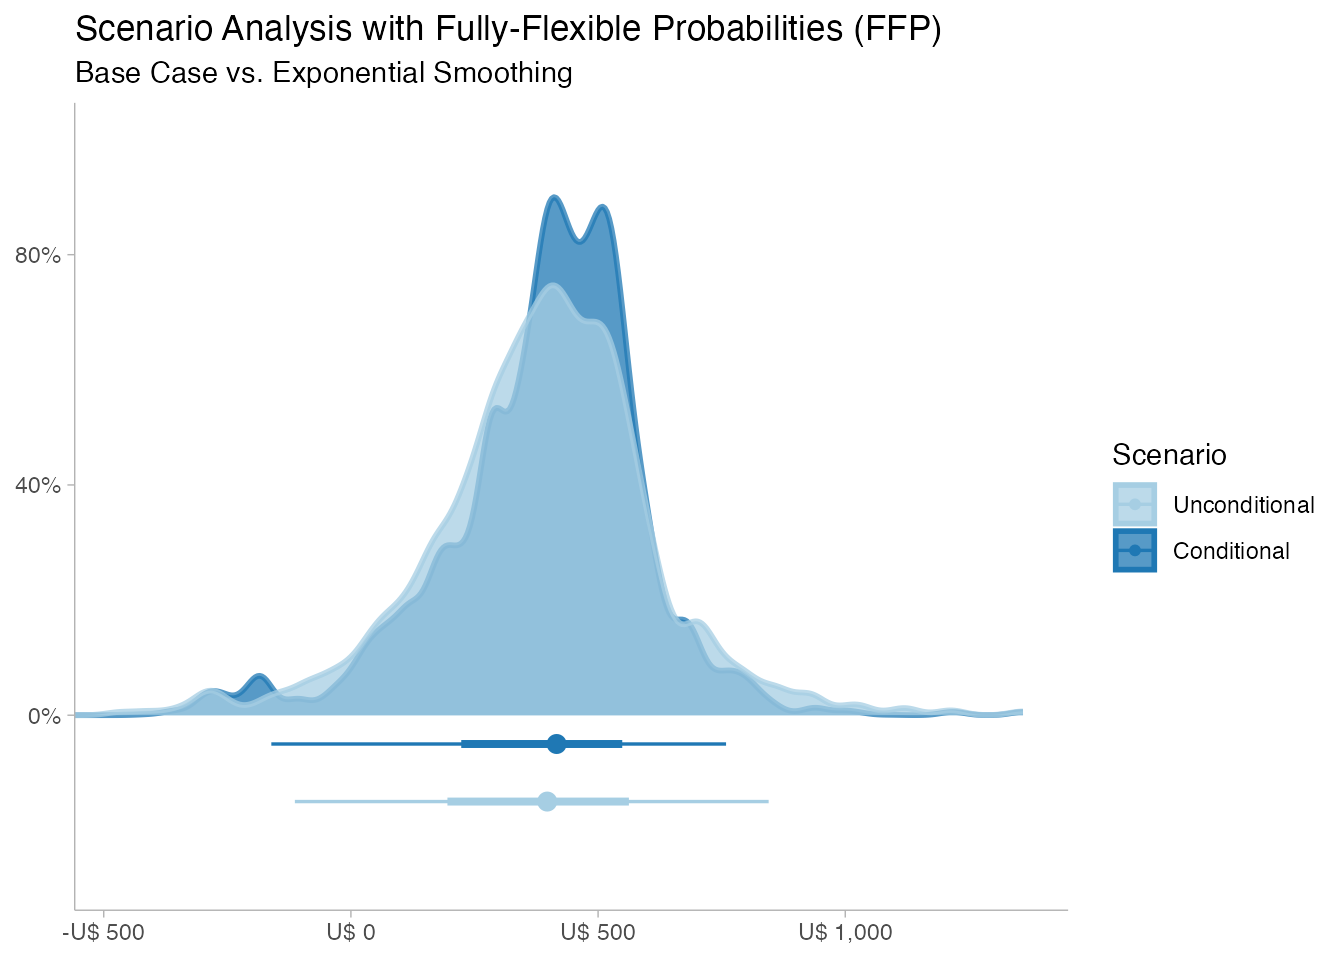 Scenario Analysis with Fully-Flexible Probabilities (FFP)
Base Case vs. Exponential Smoothing
80%
40%
0%
-U$ 500
U$ 0
U$ 500
U$ 1,000
Scenario
Unconditional
Conditional